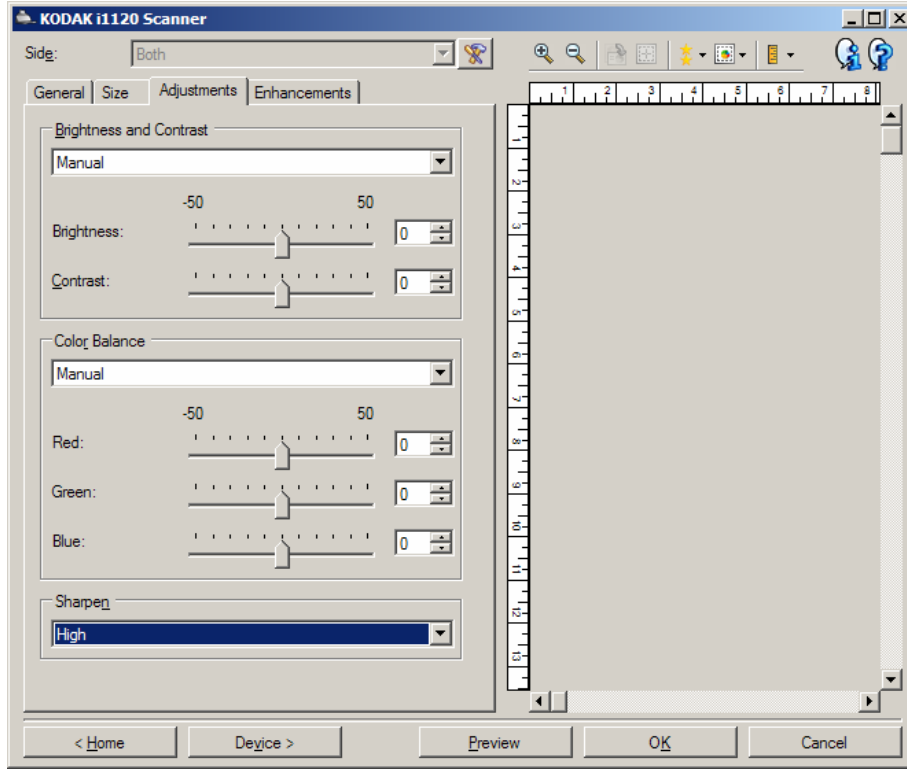 KODAK i1120 Scanner
Side: Both
General Size Adjustments Enhancements
Brightness and Contrast
Manual
-50 50
Brightness: 0
Contrast: 0
Color Balance
Manual
-50 50
Red: 0
Green: 0
Blue: 0
Sharpen
High
1 2 3 4 5 6 7 8
1
2
3
4
5
6
7
8
9
10
11
12
13
< Home Device > Preview OK Cancel